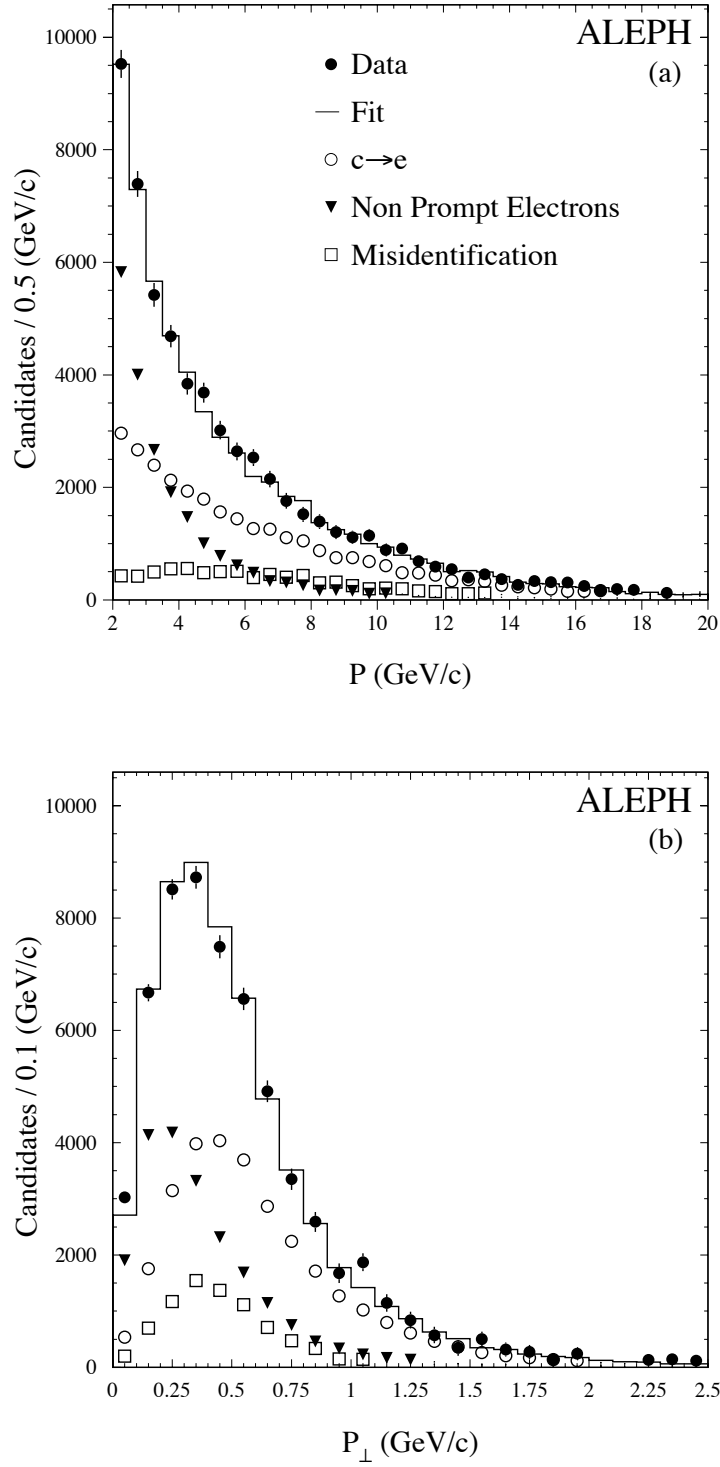 ALEPH
(a)
Data
Fit
c→e
Non Prompt Electrons
Misidentification
Candidates / 0.5 (GeV/c)
10000
8000
6000
4000
2000
0
2 4 6 8 10 12 14 16 18 20
P (GeV/c)
ALEPH
(b)
Candidates / 0.1 (GeV/c)
10000
8000
6000
4000
2000
0
0 0.25 0.5 0.75 1 1.25 1.5 1.75 2 2.25 2.5
P⊥ (GeV/c)